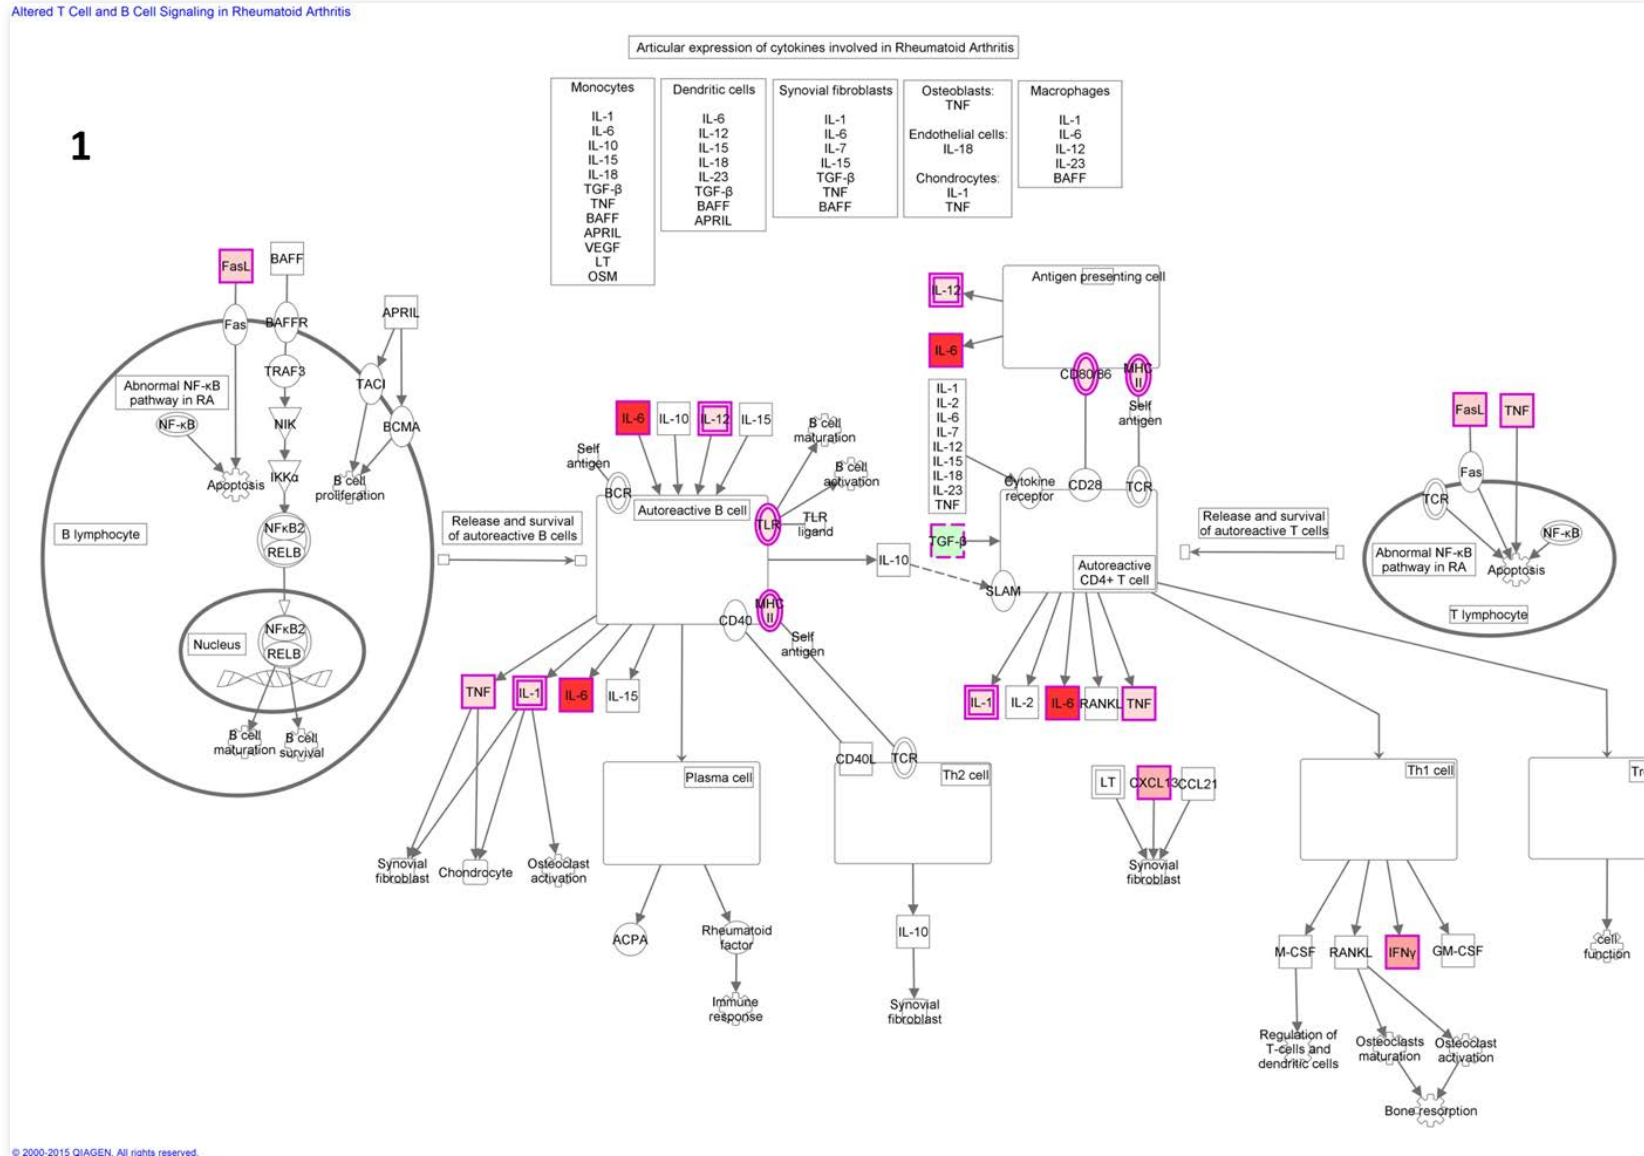 Altered T Cell and B Cell Signaling in Rheumatoid Arthritis
Articular expression of cytokines involved in Rheumatoid Arthritis
1
Monocytes
IL-1
IL-6
IL-10
IL-15
IL-18
TGF-β
TNF
BAFF
APRIL
VEGF
LT
OSM
Dendritic cells
IL-6
IL-12
IL-15
IL-18
IL-23
TGF-β
BAFF
APRIL
Synovial fibroblasts
IL-1
IL-6
IL-7
IL-15
TGF-β
TNF
BAFF
Osteoblasts:
TNF
Endothelial cells:
IL-18
Chondrocytes:
IL-1
TNF
Macrophages
IL-1
IL-6
IL-12
IL-23
BAFF
FasL
BAFF
APRIL
Fas
BAFFR
TRAF3
TACI
Abnormal NF-κB
pathway in RA
NF-κB
NIK
BCMA
IKKα
Apoptosis
B cell
proliferation
NFκB2
RELB
B lymphocyte
NFκB2
RELB
Nucleus
B cell
maturation
B cell
survival
Release and survival
of autoreactive B cells
IL-6
IL-10
IL-12
IL-15
B cell
maturation
B cell
activation
Self
antigen
BCR
Autoreactive B cell
TLR
TLR
ligand
IL-10
MHC
II
CD40
Self
antigen
TNF
IL-1
IL-6
IL-15
Synovial
fibroblast
Chondrocyte
Osteoclast
activation
Plasma cell
ACPA
Rheumatoid
factor
Immune
response
CD40L
TCR
Th2 cell
IL-10
Synovial
fibroblast
Antigen presenting cell
IL-12
IL-6
CD80/86
MHC
II
Self
antigen
IL-1
IL-2
IL-6
IL-7
IL-12
IL-15
IL-18
IL-23
TNF
Cytokine
receptor
CD28
TCR
TGF-β
Autoreactive
CD4+ T cell
SLAM
IL-1
IL-2
IL-6
RANKL
TNF
LT
CXCL13
CCL21
Synovial
fibroblast
Release and survival
of autoreactive T cells
FasL
TNF
Fas
TCR
NF-κB
Abnormal NF-κB
pathway in RA
Apoptosis
T lymphocyte
Th1 cell
M-CSF
RANKL
IFNγ
GM-CSF
Regulation of
T-cells and
dendritic cells
Osteoclasts
maturation
Osteoclast
activation
Bone resorption
cell
function
© 2000-2015 QIAGEN. All rights reserved.